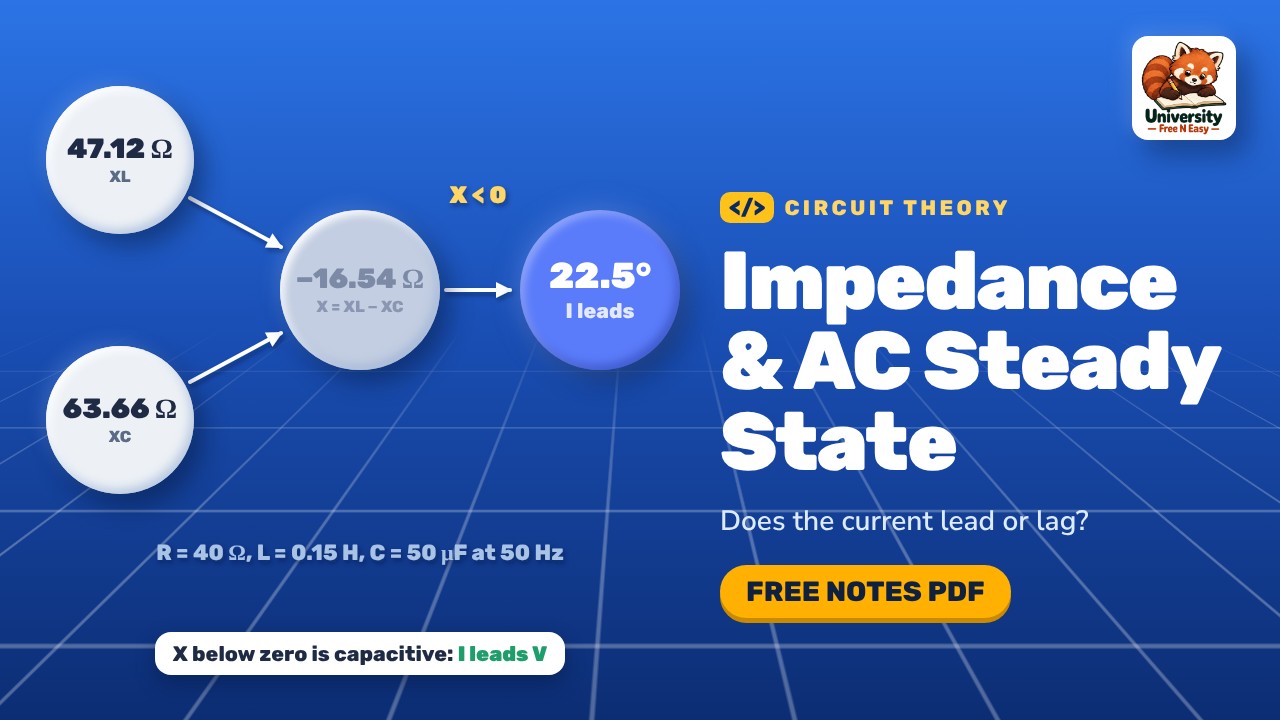 47.12 Ω
XL
63.66 Ω
XC
−16.54 Ω
X = XL − XC
X < 0
22.5°
I leads
R = 40 Ω, L = 0.15 H, C = 50 μF at 50 Hz
X below zero is capacitive: I leads V
University
Free N Easy
</> CIRCUIT THEORY
Impedance
& AC Steady
State
Does the current lead or lag?
FREE NOTES PDF